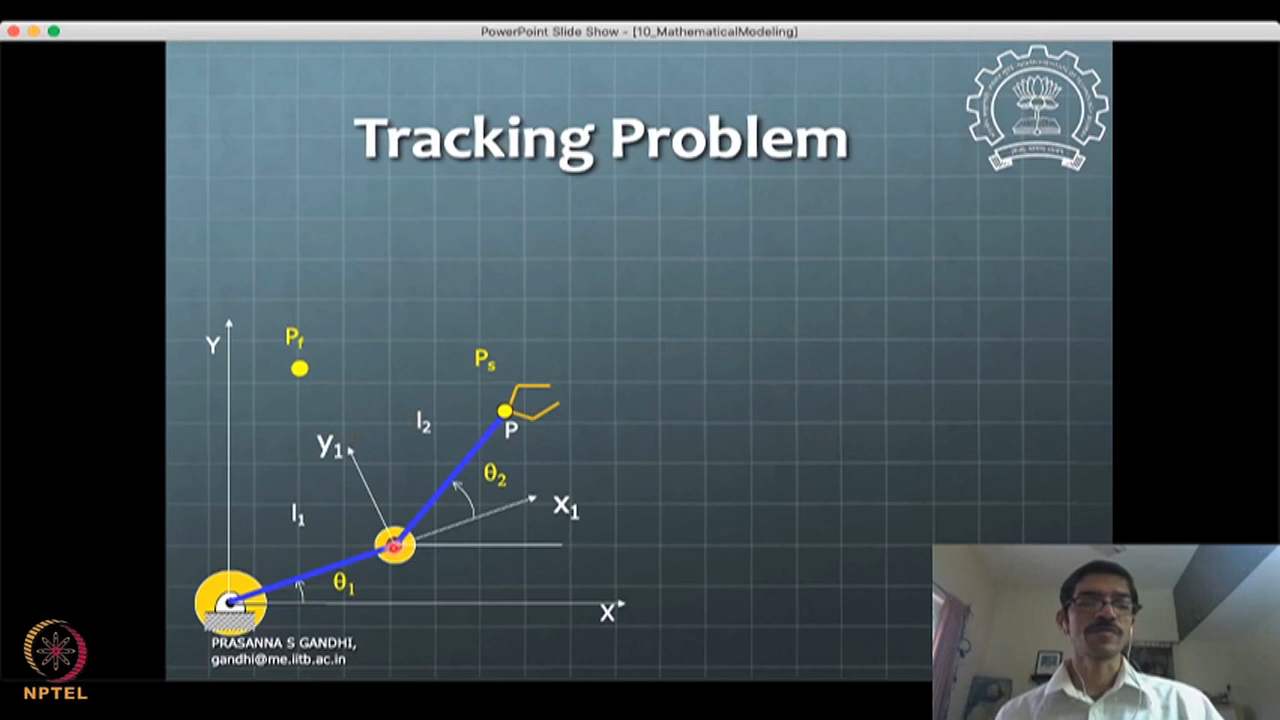 PowerPoint Slide Show - [10_MathematicalModeling]
Tracking Problem
Y
Pf
Ps
l2
P
y1
θ2
x1
l1
θ1
X
PRASANNA S GANDHI,
gandhi@me.iitb.ac.in
NPTEL